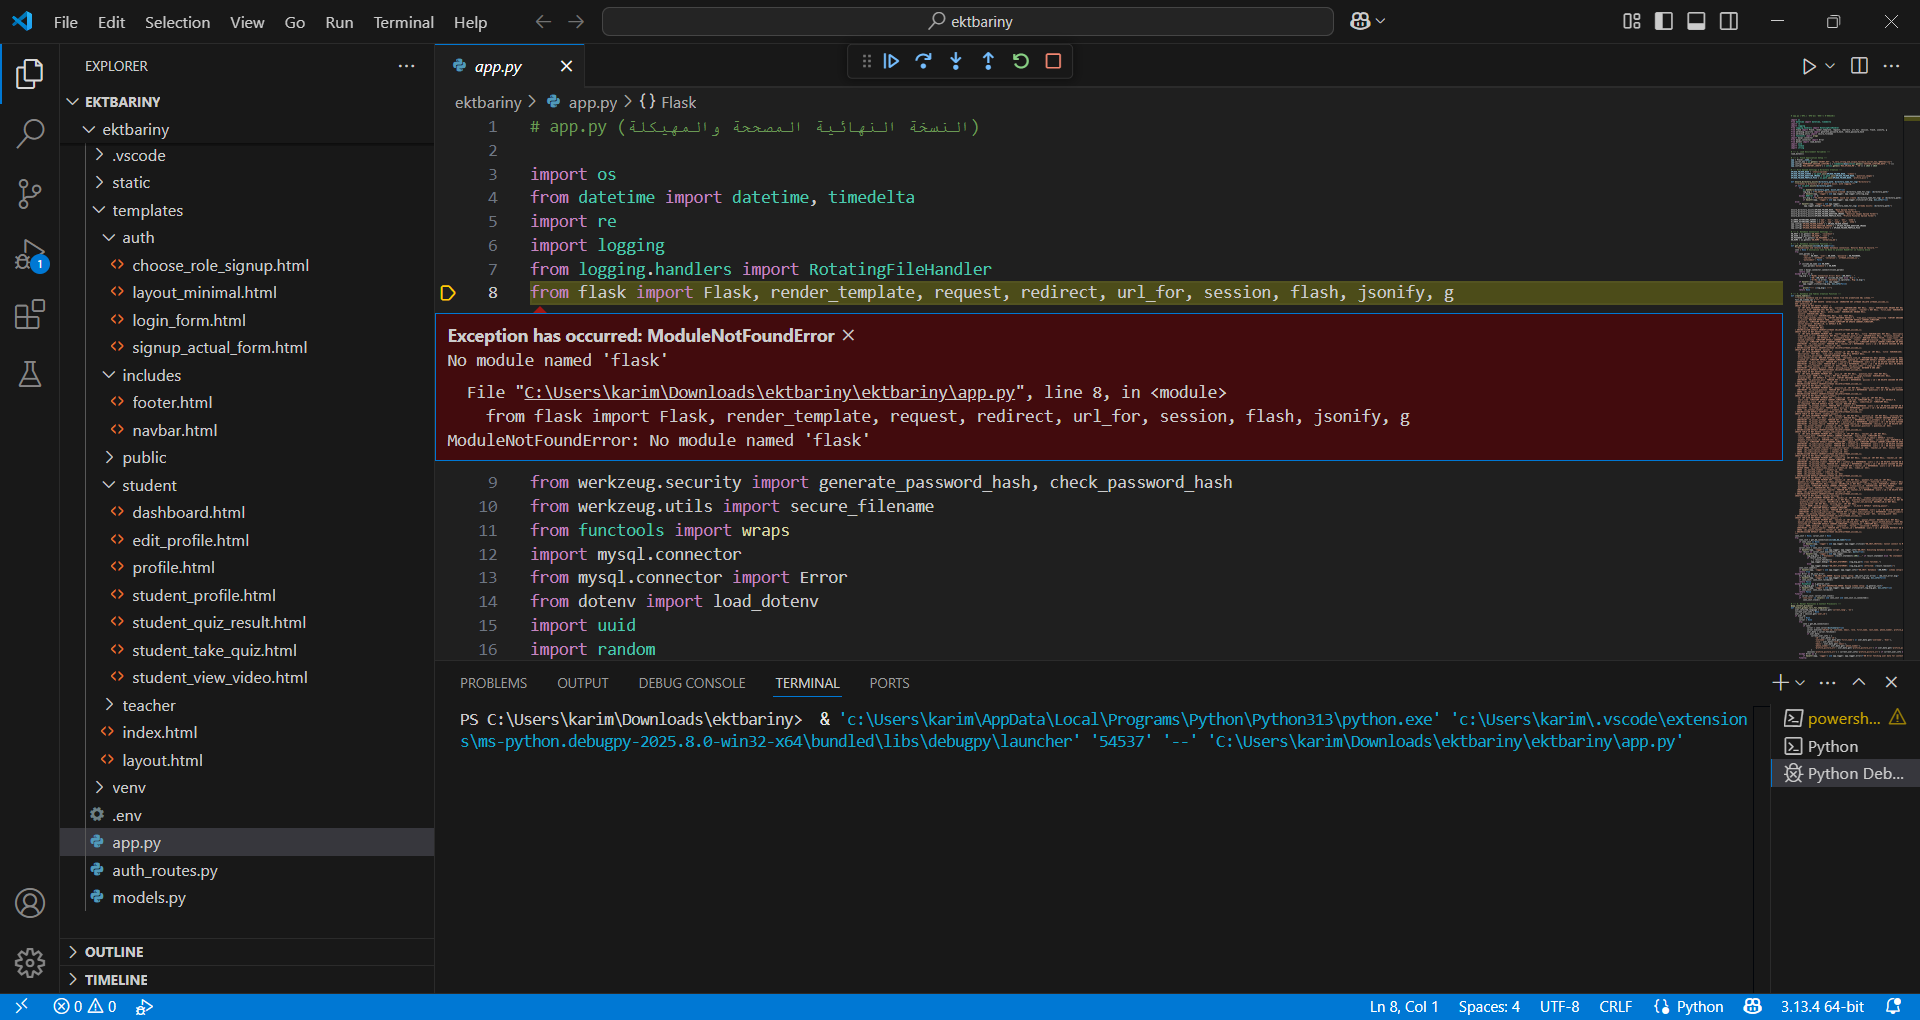 File Edit Selection View Go Run Terminal Help
ektbariny
EXPLORER
EKTBARINY
ektbariny
.vscode
static
templates
auth
choose_role_signup.html
layout_minimal.html
login_form.html
signup_actual_form.html
includes
footer.html
navbar.html
public
student
dashboard.html
edit_profile.html
profile.html
student_profile.html
student_quiz_result.html
student_take_quiz.html
student_view_video.html
teacher
index.html
layout.html
venv
.env
app.py
auth_routes.py
models.py
OUTLINE
TIMELINE
1
app.py
ektbariny > app.py > {} Flask
1 # app.py (النسخة النهائية المصححة والمهيكلة)
2
3 import os
4 from datetime import datetime, timedelta
5 import re
6 import logging
7 from logging.handlers import RotatingFileHandler
8 from flask import Flask, render_template, request, redirect, url_for, session, flash, jsonify, g
Exception has occurred: ModuleNotFoundError
No module named 'flask'
File "C:\Users\karim\Downloads\ektbariny\ektbariny\app.py", line 8, in <module>
from flask import Flask, render_template, request, redirect, url_for, session, flash, jsonify, g
ModuleNotFoundError: No module named 'flask'
9 from werkzeug.security import generate_password_hash, check_password_hash
10 from werkzeug.utils import secure_filename
11 from functools import wraps
12 import mysql.connector
13 from mysql.connector import Error
14 from dotenv import load_dotenv
15 import uuid
16 import random
PROBLEMS OUTPUT DEBUG CONSOLE TERMINAL PORTS
PS C:\Users\karim\Downloads\ektbariny> & 'c:\Users\karim\AppData\Local\Programs\Python\Python313\python.exe' 'c:\Users\karim\.vscode\extension
s\ms-python.debugpy-2025.8.0-win32-x64\bundled\libs\debugpy\launcher' '54537' '--' 'C:\Users\karim\Downloads\ektbariny\ektbariny\app.py'
powersh...
Python
Python Deb...
0 0
Ln 8, Col 1 Spaces: 4 UTF-8 CRLF {} Python 3.13.4 64-bit